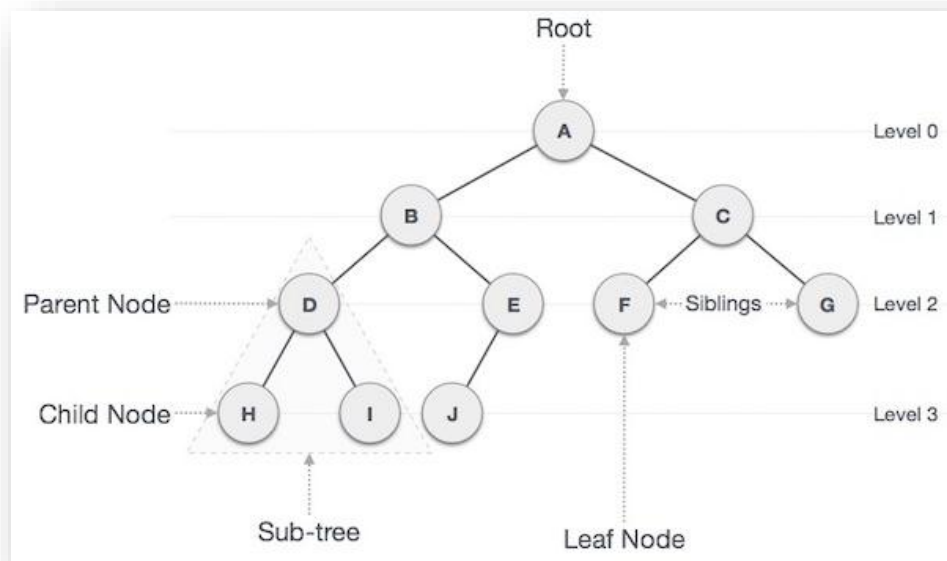 Root
A
Level 0
B
C
Level 1
Parent Node
D
E
F
Siblings
G
Level 2
Child Node
H
I
J
Level 3
Sub-tree
Leaf Node